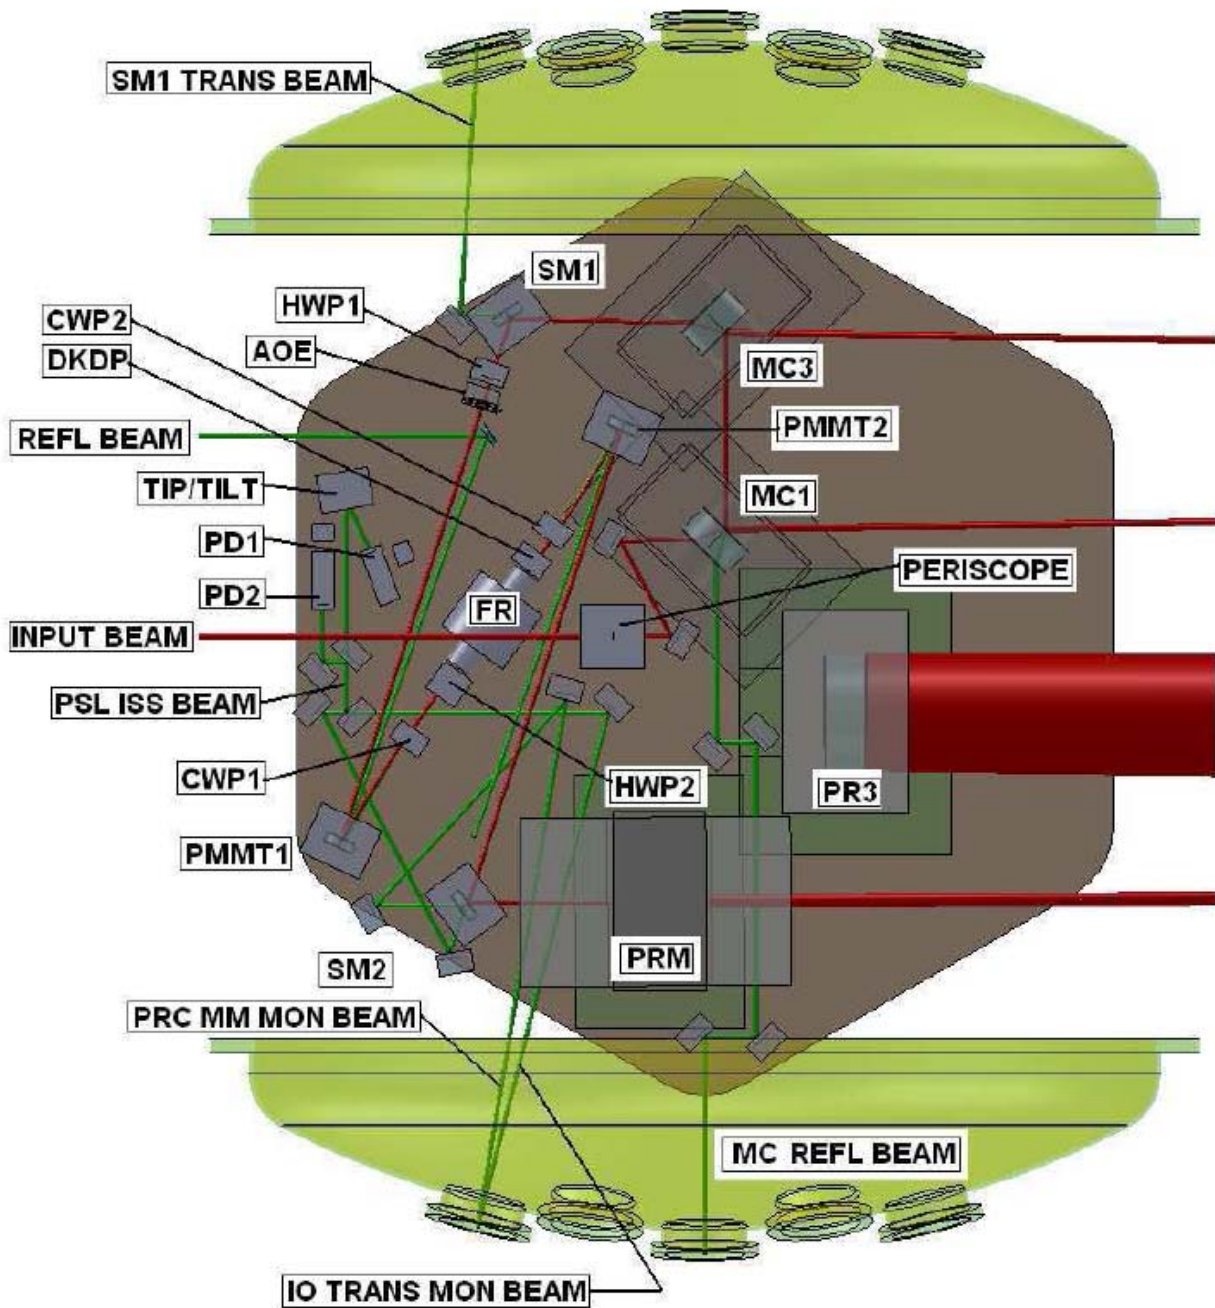 SM1 TRANS BEAM
SM1
HWP1
CWP2
AOE
DKDP
MC3
REFL BEAM
PMMT2
TIP/TILT
MC1
PD1
PERISCOPE
PD2
FR
INPUT BEAM
PSL ISS BEAM
CWP1
HWP2
PR3
PMMT1
PRM
SM2
PRC MM MON BEAM
MC REFL BEAM
IO TRANS MON BEAM